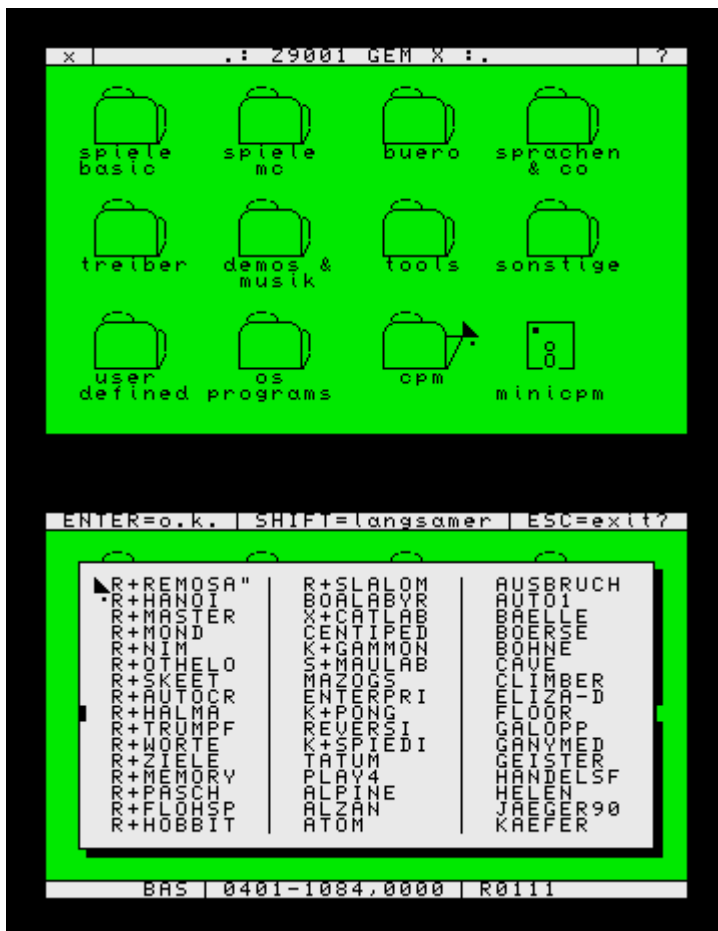 x | .: Z9001 GEM X :. | ?
spiele basic
spiele mc
buero
sprachen & co
treiber
demos & musik
tools
sonstige
user defined
os programs
cpm
minicpm
ENTER=o.k. | SHIFT=langsamer | ESC=exit?
R+REMOSA" | R+SLALOM | AUSBRUCH
R+HANOI | BOALABYR | AUTO1
R+MASTER | X+CATLAB | BAELLE
R+MOND | CENTIPED | BOERSE
R+NIM | K+GAMMON | BOHNE
R+OTHELO | S+MAULAB | CAVE
R+SKEET | MAZOGS | CLIMBER
R+AUTOCR | ENTERPRI | ELIZA-D
R+HALMA | K+PONG | FLOOR
R+TRUMPF | REVERSI | GALOPP
R+WORTE | K+SPIEDI | GANYMED
R+ZIELE | TATUM | GEISTER
R+MEMORY | PLAY4 | HANDELSF
R+PASCH | ALPINE | HELEN
R+FLOHSP | ALZAN | JAEGER90
R+HOBBIT | ATOM | KAEFER
BAS | 0401-1084,0000 | R0111